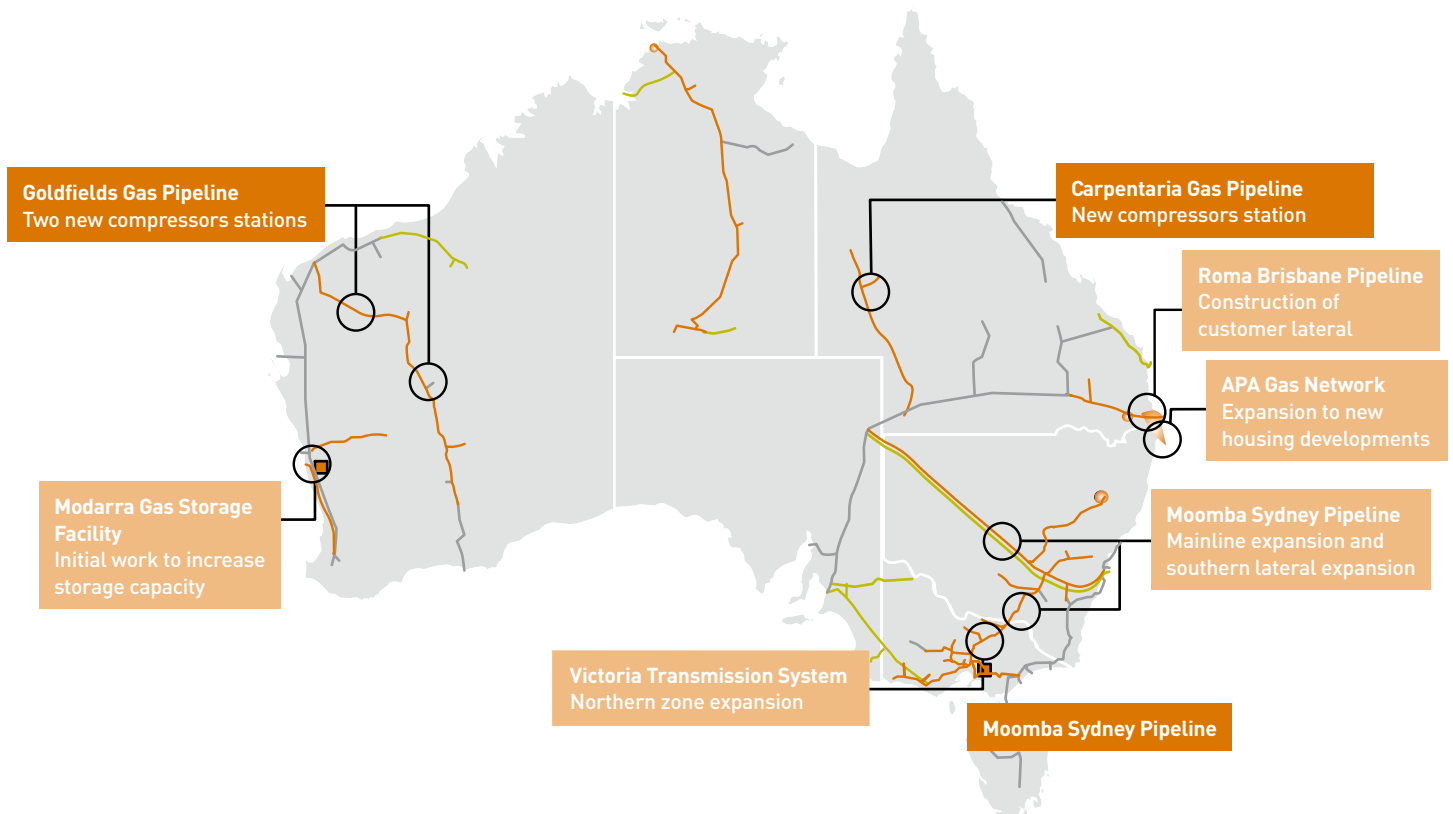 Goldfields Gas Pipeline
Two new compressors stations
Carpentaria Gas Pipeline
New compressors station
Roma Brisbane Pipeline
Construction of
customer lateral
APA Gas Network
Expansion to new
housing developments
Modarra Gas Storage
Facility
Initial work to increase
storage capacity
Moomba Sydney Pipeline
Mainline expansion and
southern lateral expansion
Victoria Transmission System
Northern zone expansion
Moomba Sydney Pipeline